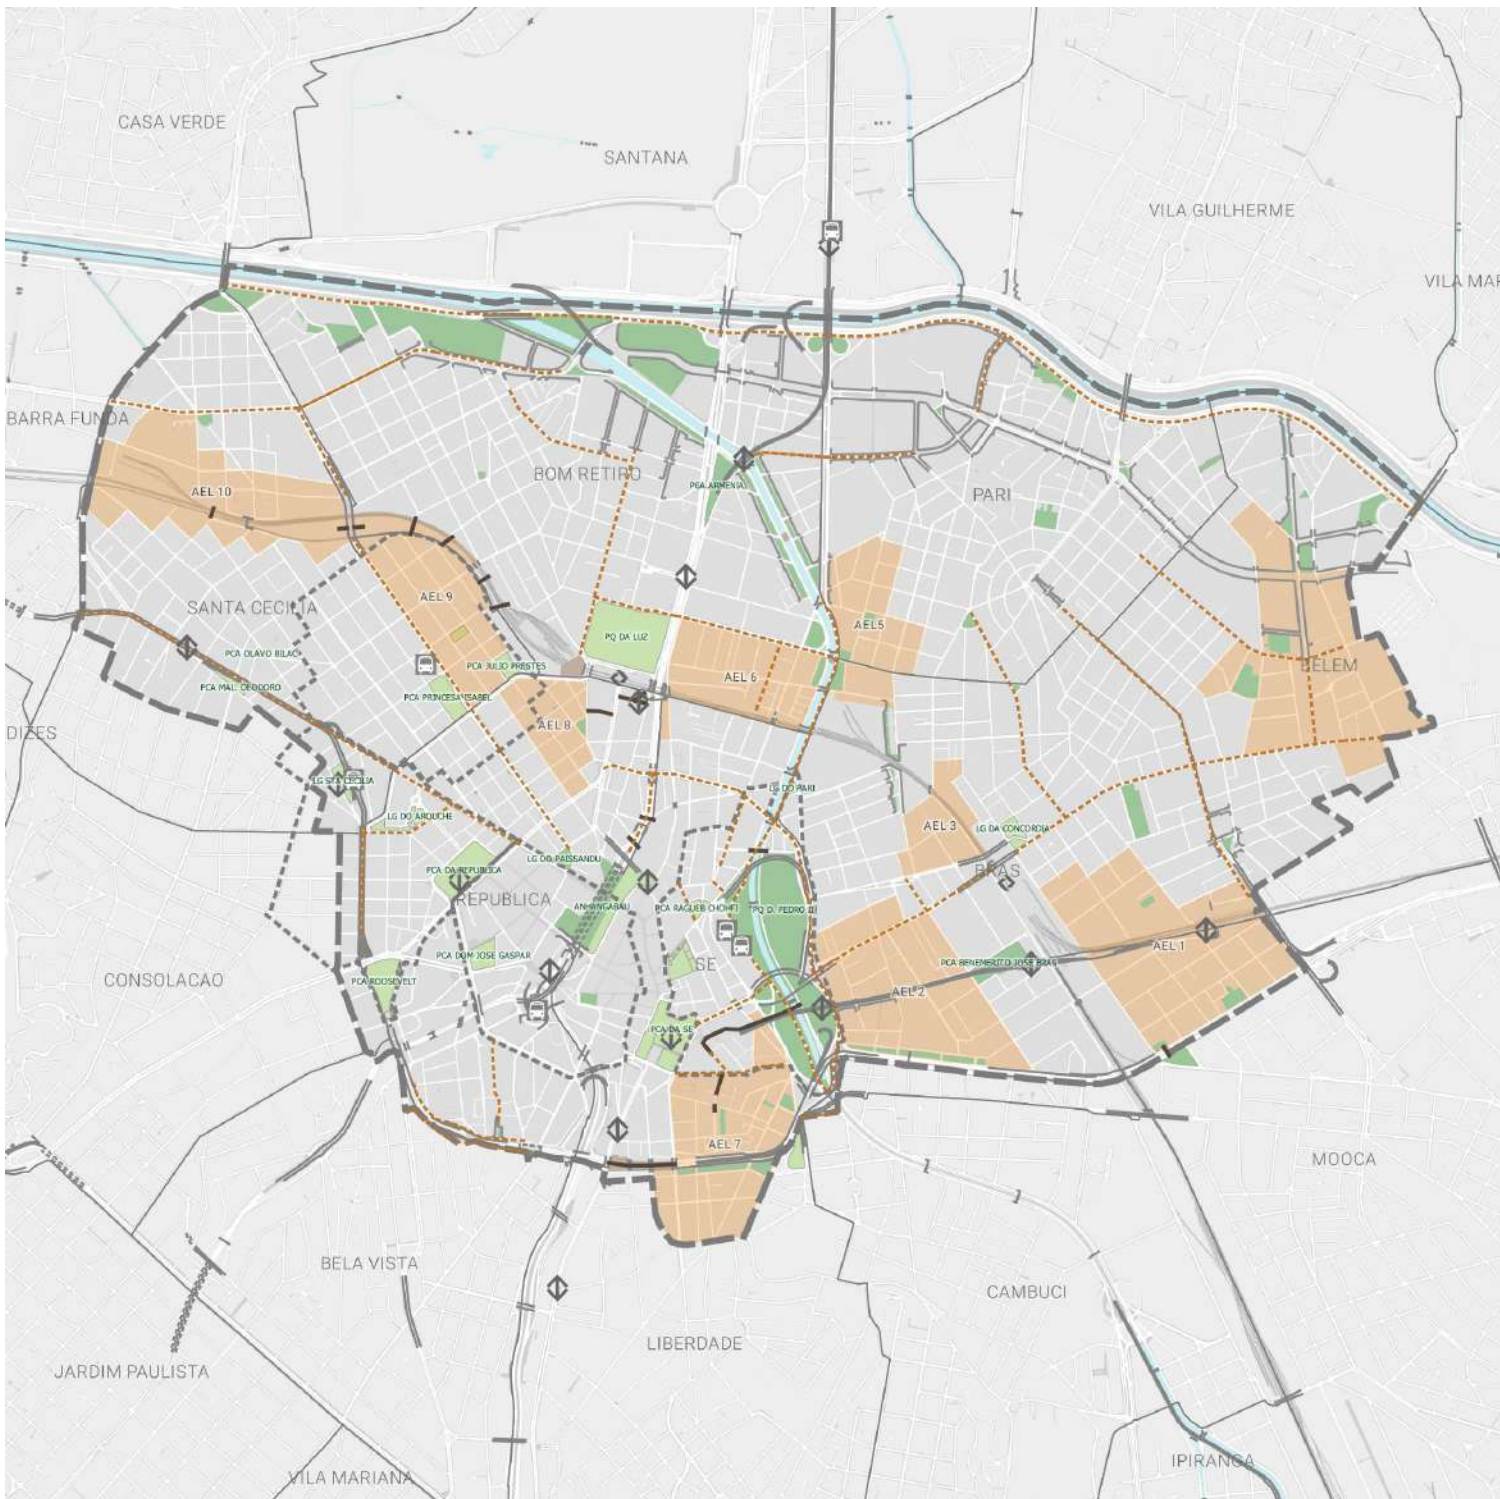 CASA VERDE
SANTANA
VILA GUILHERME
VILA MAR
BARRA FUNDA
BOM RETIRO
AEL 10
PCA ARMENIA
PARI
AEL 9
SANTA CECILIA
PQ DA LUZ
AEL5
PCA OLAVO BILAC
PCA JULIO PRESTES
BELEM
PCA MAL. DEODORO
PCA PRINCESA ISABEL
AEL 6
DIZES
AEL 8
LG STA CECILIA
LG DO PARI
LG DO AROUCHE
AEL 3
LG DA CONCORDIA
LG DO PAISSANDU
PCA DA REPUBLICA
BRAS
REPUBLICA
ANHANGABAU
PCA RAGUEB CHOHFI
PQ D. PEDRO II
AEL 1
PCA DOM JOSE GASPAR
SE
PCA BENEMERITO JOSE BRAS
CONSOLACAO
PCA ROOSEVELT
AEL 2
PCA DA SE
AEL 7
MOOCA
BELA VISTA
CAMBUCI
LIBERDADE
JARDIM PAULISTA
IPIRANGA
VILA MARIANA